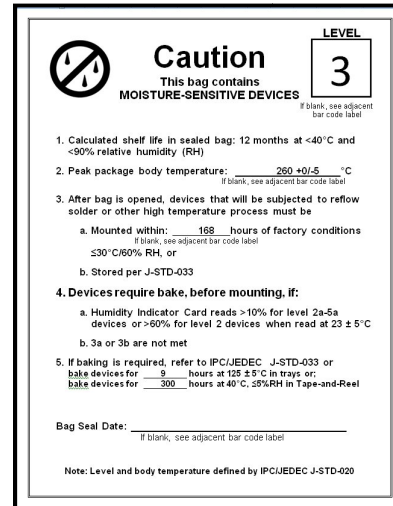 LEVEL
3
Caution
This bag contains
MOISTURE-SENSITIVE DEVICES
If blank, see adjacent
bar code label
1. Calculated shelf life in sealed bag: 12 months at <40°C and
<90% relative humidity (RH)
2. Peak package body temperature: 260 +0/-5 °C
If blank, see adjacent bar code label
3. After bag is opened, devices that will be subjected to reflow
solder or other high temperature process must be
a. Mounted within: 168 hours of factory conditions
If blank, see adjacent bar code label
≤30°C/60% RH, or
b. Stored per J-STD-033
4. Devices require bake, before mounting, if:
a. Humidity Indicator Card reads >10% for level 2a-5a
devices or >60% for level 2 devices when read at 23 ± 5°C
b. 3a or 3b are not met
5. If baking is required, refer to IPC/JEDEC J-STD-033 or
bake devices for 9 hours at 125 ± 5°C in trays or;
bake devices for 300 hours at 40°C, ≤5%RH in Tape-and-Reel
Bag Seal Date:
If blank, see adjacent bar code label
Note: Level and body temperature defined by IPC/JEDEC J-STD-020